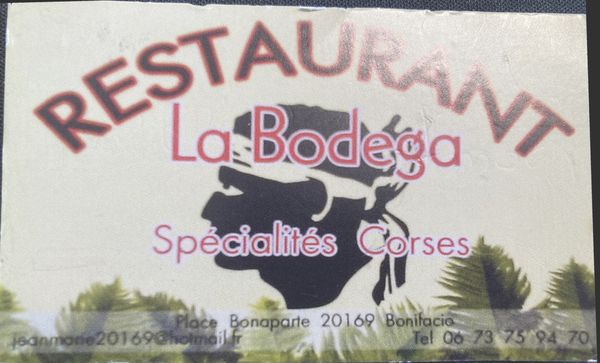 RESTAURANT
La Bodega
Spécialités Corses
Place Bonaparte 20169 Bonifacio
jeanmarie20169@hotmail.fr Tel 06 73 75 94 70